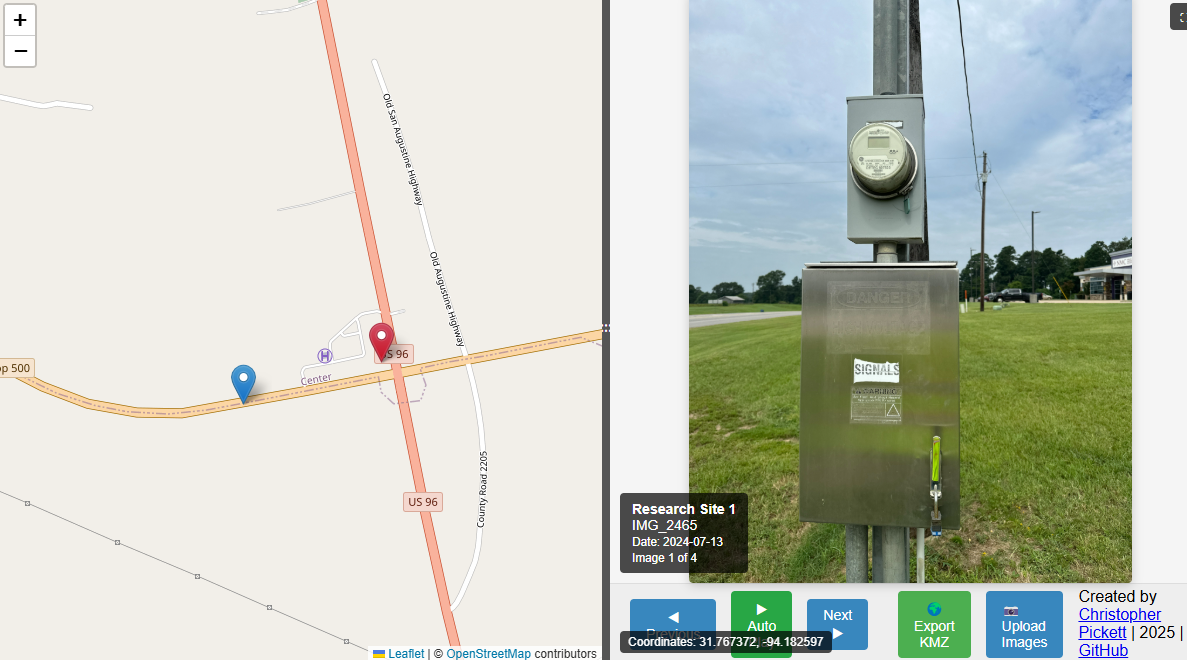 +
−
Old San Augustine Highway
Old Augustine Highway
US 96
op 500
H
Center
US 96
County Road 2205
Leaflet | © OpenStreetMap contributors
DANGER
SIGNALS
WARNING
Research Site 1
IMG_2465
Date: 2024-07-13
Image 1 of 4
Previous
Auto
Next
Coordinates: 31.767372, -94.182597
Export
KMZ
Upload
Images
Created by
Christopher
Pickett | 2025 |
GitHub